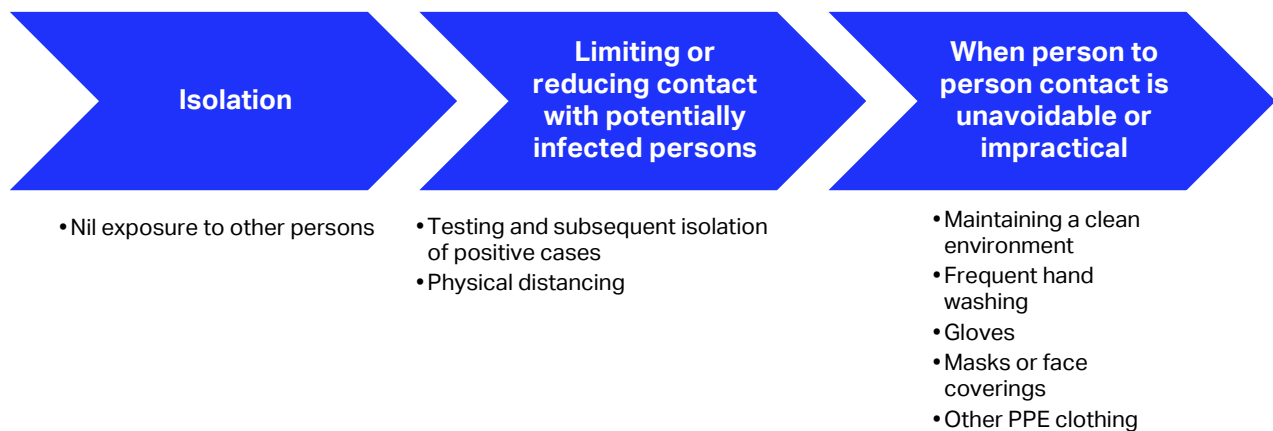 Isolation
Limiting or
reducing contact
with potentially
infected persons
When person to
person contact is
unavoidable or
impractical
•Nil exposure to other persons
•Testing and subsequent isolation
of positive cases
•Physical distancing
•Maintaining a clean
environment
•Frequent hand
washing
•Gloves
•Masks or face
coverings
•Other PPE clothing